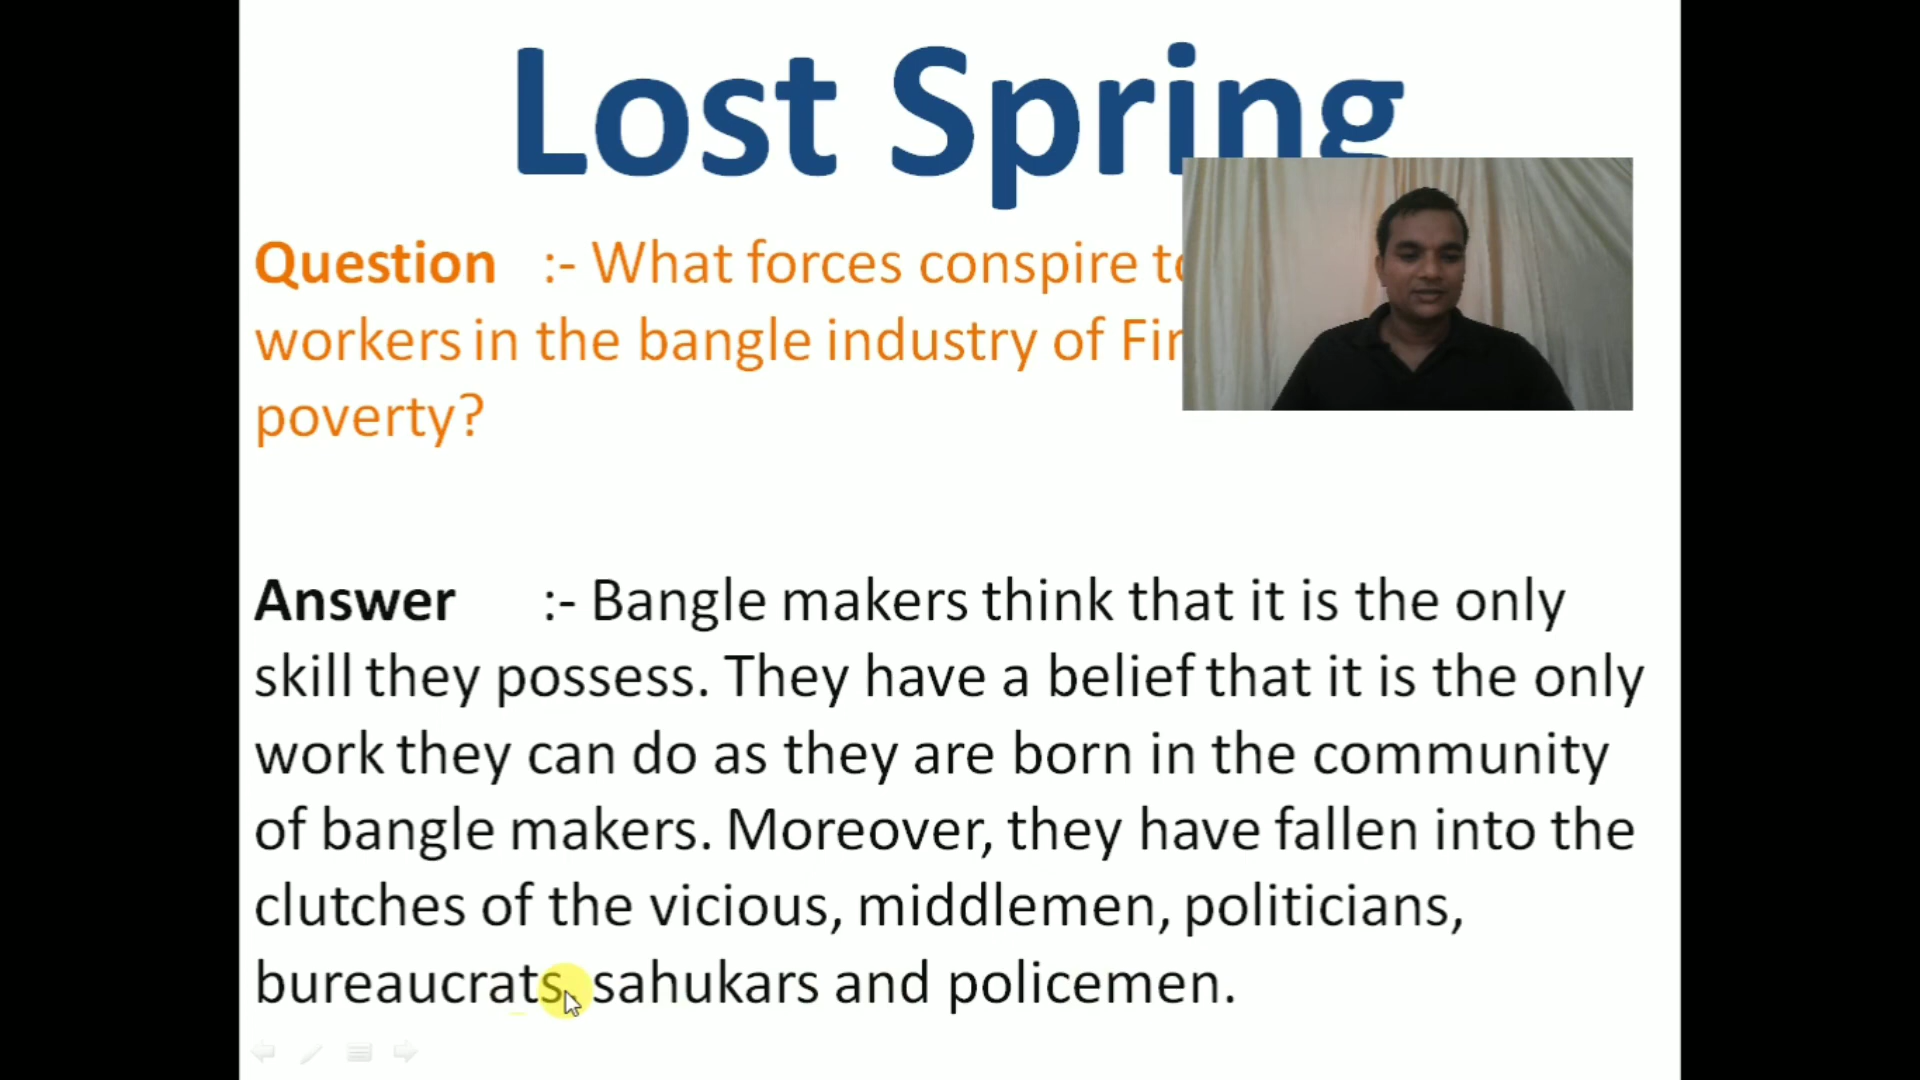 Lost Spring
Question :- What forces conspire
workers in the bangle industry of
poverty?
Answer :- Bangle makers think that it is the only
skill they possess. They have a belief that it is the only
work they can do as they are born in the community
of bangle makers. Moreover, they have fallen into the
clutches of the vicious, middlemen, politicians,
bureaucrats, sahukars and policemen.